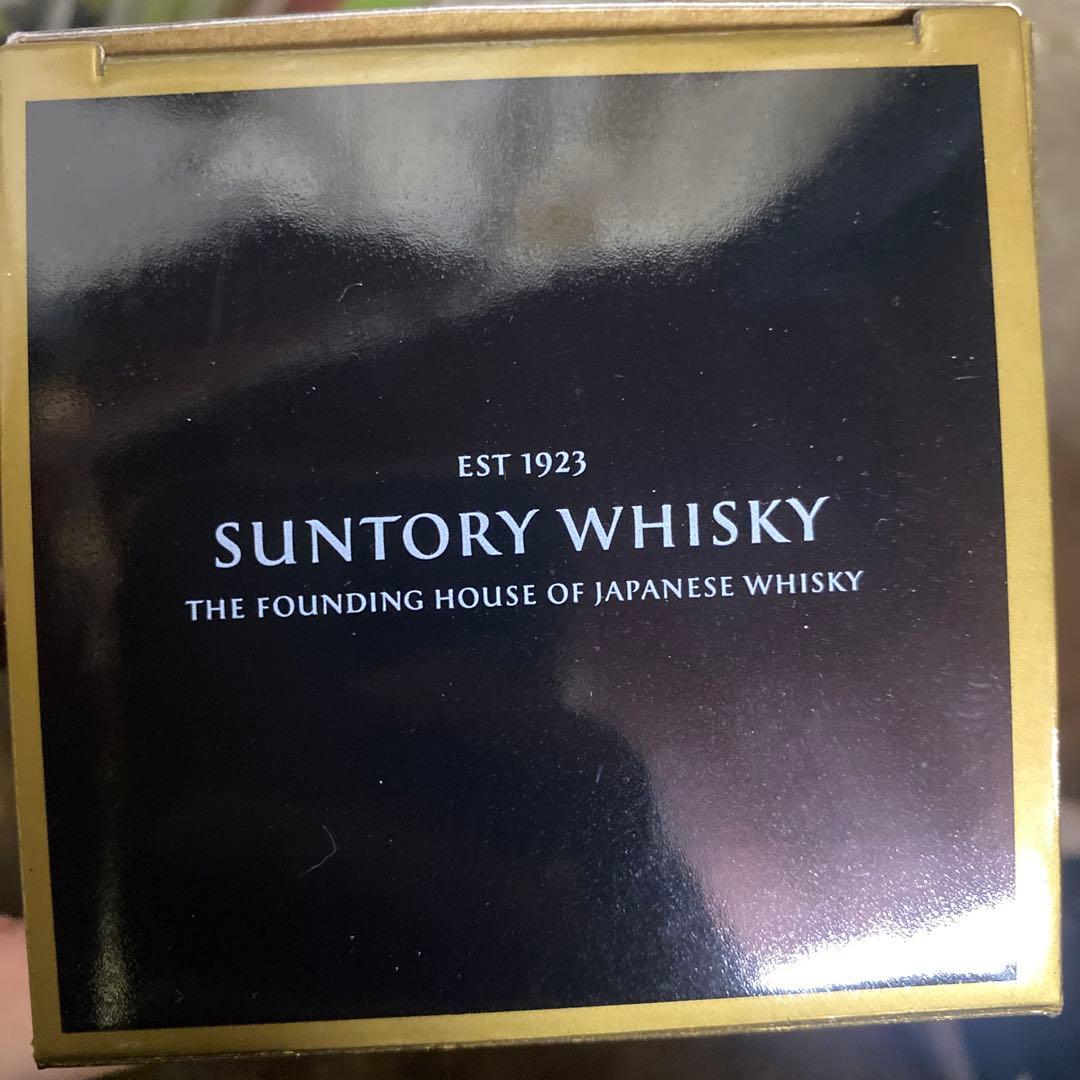 EST 1923
SUNTORY WHISKY
THE FOUNDING HOUSE OF JAPANESE WHISKY